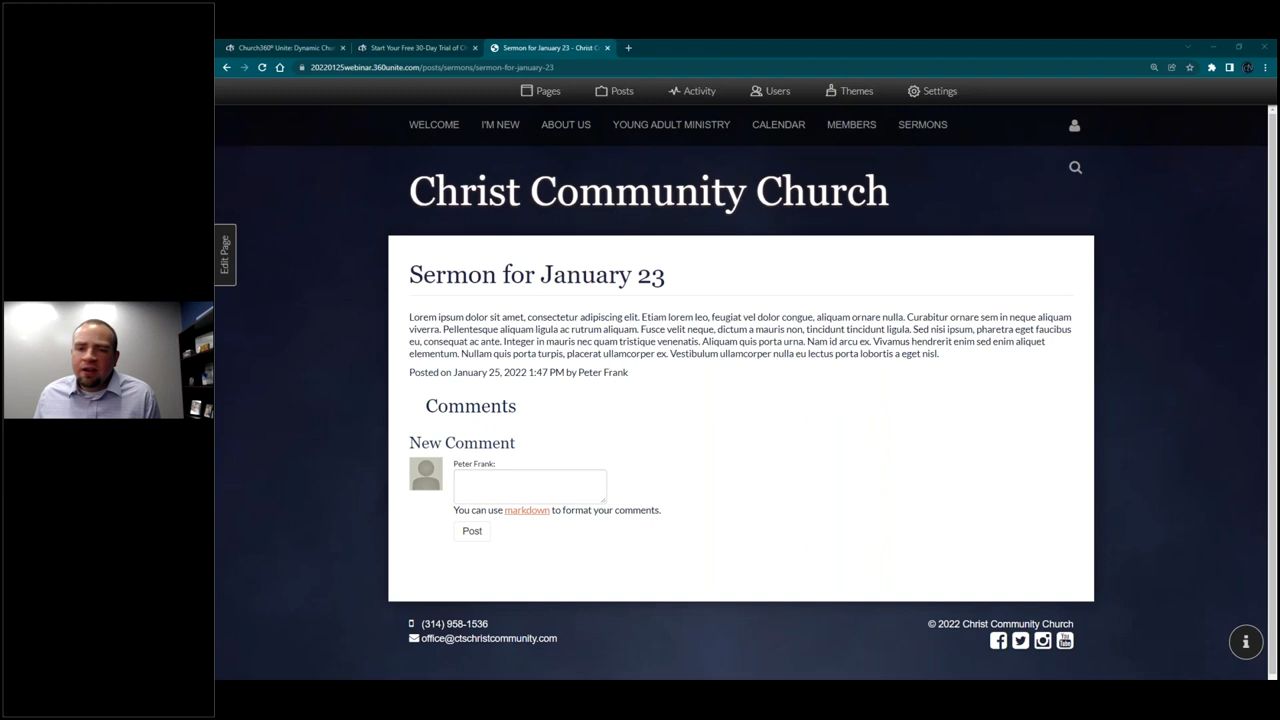 Church360° Unite: Dynamic Chu
Start Your Free 30-Day Trial of C
Sermon for January 23 - Christ C
20220125webinar.360unite.com/posts/sermons/sermon-for-january-23
Pages
Posts
Activity
Users
Themes
Settings
WELCOME
I'M NEW
ABOUT US
YOUNG ADULT MINISTRY
CALENDAR
MEMBERS
SERMONS
Christ Community Church
Edit Page
Sermon for January 23
Lorem ipsum dolor sit amet, consectetur adipiscing elit. Etiam lorem leo, feugiat vel dolor congue, aliquam ornare nulla. Curabitur ornare sem in neque aliquam
viverra. Pellentesque aliquam ligula ac rutrum aliquam. Fusce velit neque, dictum a mauris non, tincidunt tincidunt ligula. Sed nisi ipsum, pharetra eget faucibus
eu, consequat ac ante. Integer in mauris nec quam tristique venenatis. Aliquam quis porta urna. Nam id arcu ex. Vivamus hendrerit enim sed enim aliquet
elementum. Nullam quis porta turpis, placerat ullamcorper ex. Vestibulum ullamcorper nulla eu lectus porta lobortis a eget nisl.
Posted on January 25, 2022 1:47 PM by Peter Frank
Comments
New Comment
Peter Frank:
You can use markdown to format your comments.
Post
(314) 958-1536
office@ctschristcommunity.com
© 2022 Christ Community Church
You Tube